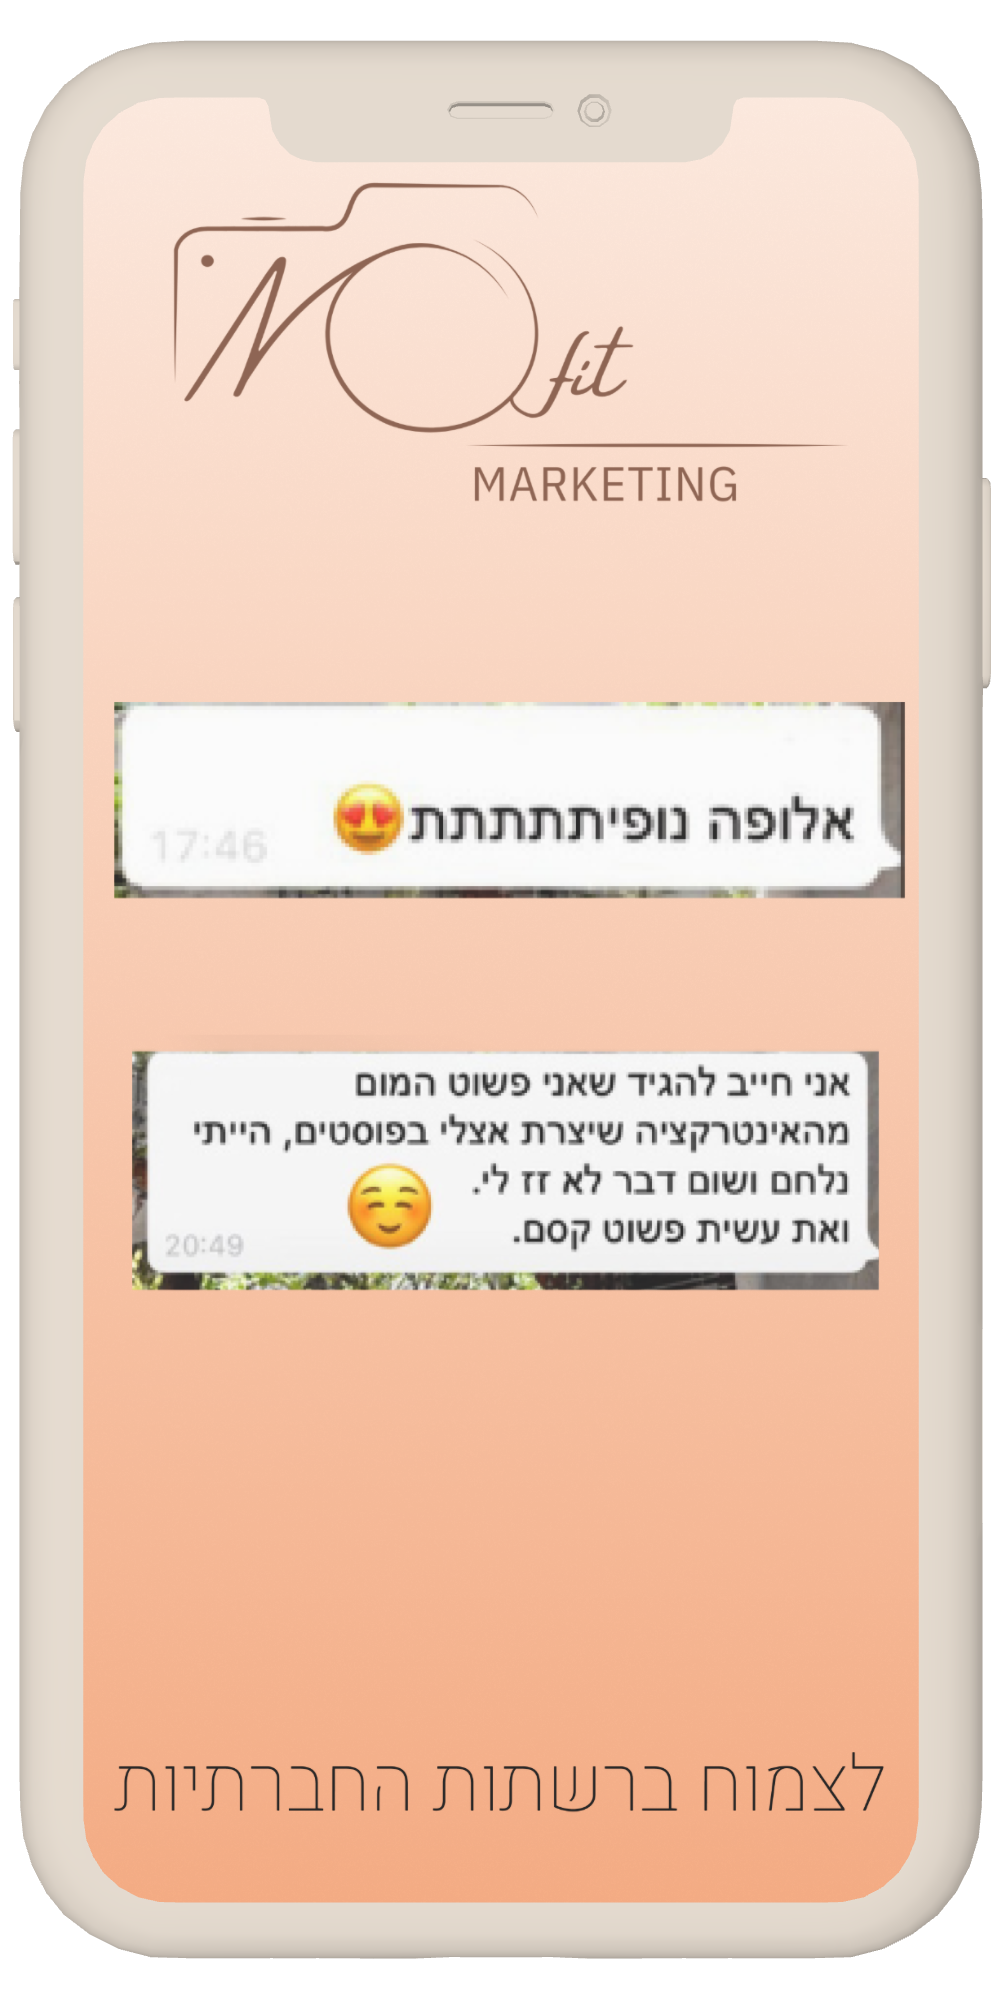 Nofit
MARKETING
אלופה נופיתתתתת😍
17:46
אני חייב להגיד שאני פשוט המום
מהאינטרקציה שיצרת אצלי בפוסטים, הייתי
נלחם ושום דבר לא זז לי.
ואת עשית פשוט קסם. ☺️
20:49
לצמוח ברשתות החברתיות